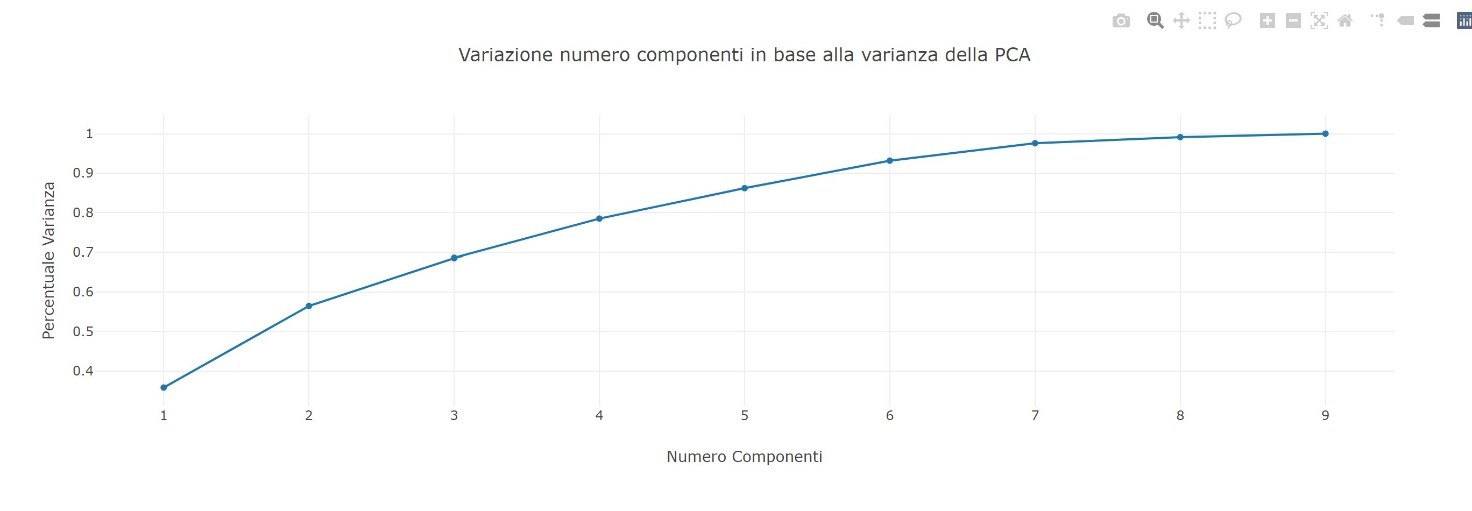 Variazione numero componenti in base alla varianza della PCA
Percentuale Varianza
1
0.9
0.8
0.7
0.6
0.5
0.4
1 2 3 4 5 6 7 8 9
Numero Componenti